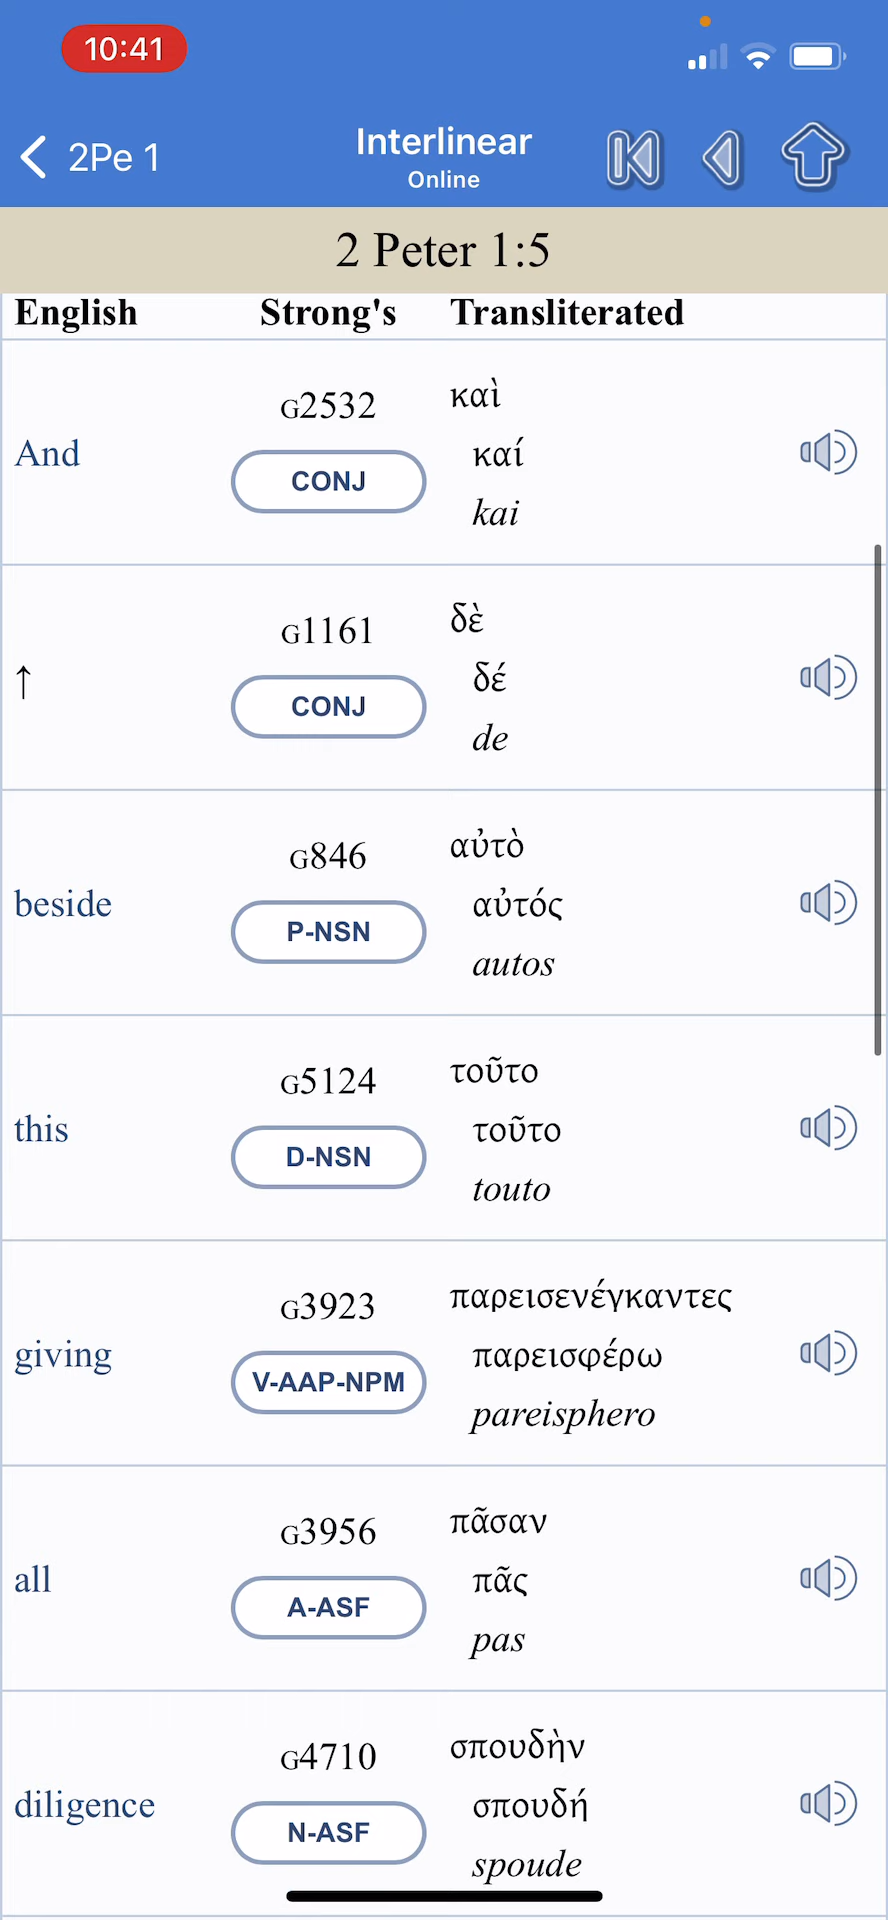 10:41
2Pe 1
Interlinear
Online
2 Peter 1:5
English Strong's Transliterated
And
G2532
CONJ
καὶ
καί
kai
↑
G1161
CONJ
δὲ
δέ
de
beside
G846
P-NSN
αὐτὸ
αὐτός
autos
this
G5124
D-NSN
τοῦτο
τοῦτο
touto
giving
G3923
V-AAP-NPM
παρεισενέγκαντες
παρεισφέρω
pareisphero
all
G3956
A-ASF
πᾶσαν
πᾶς
pas
diligence
G4710
N-ASF
σπουδὴν
σπουδή
spoude